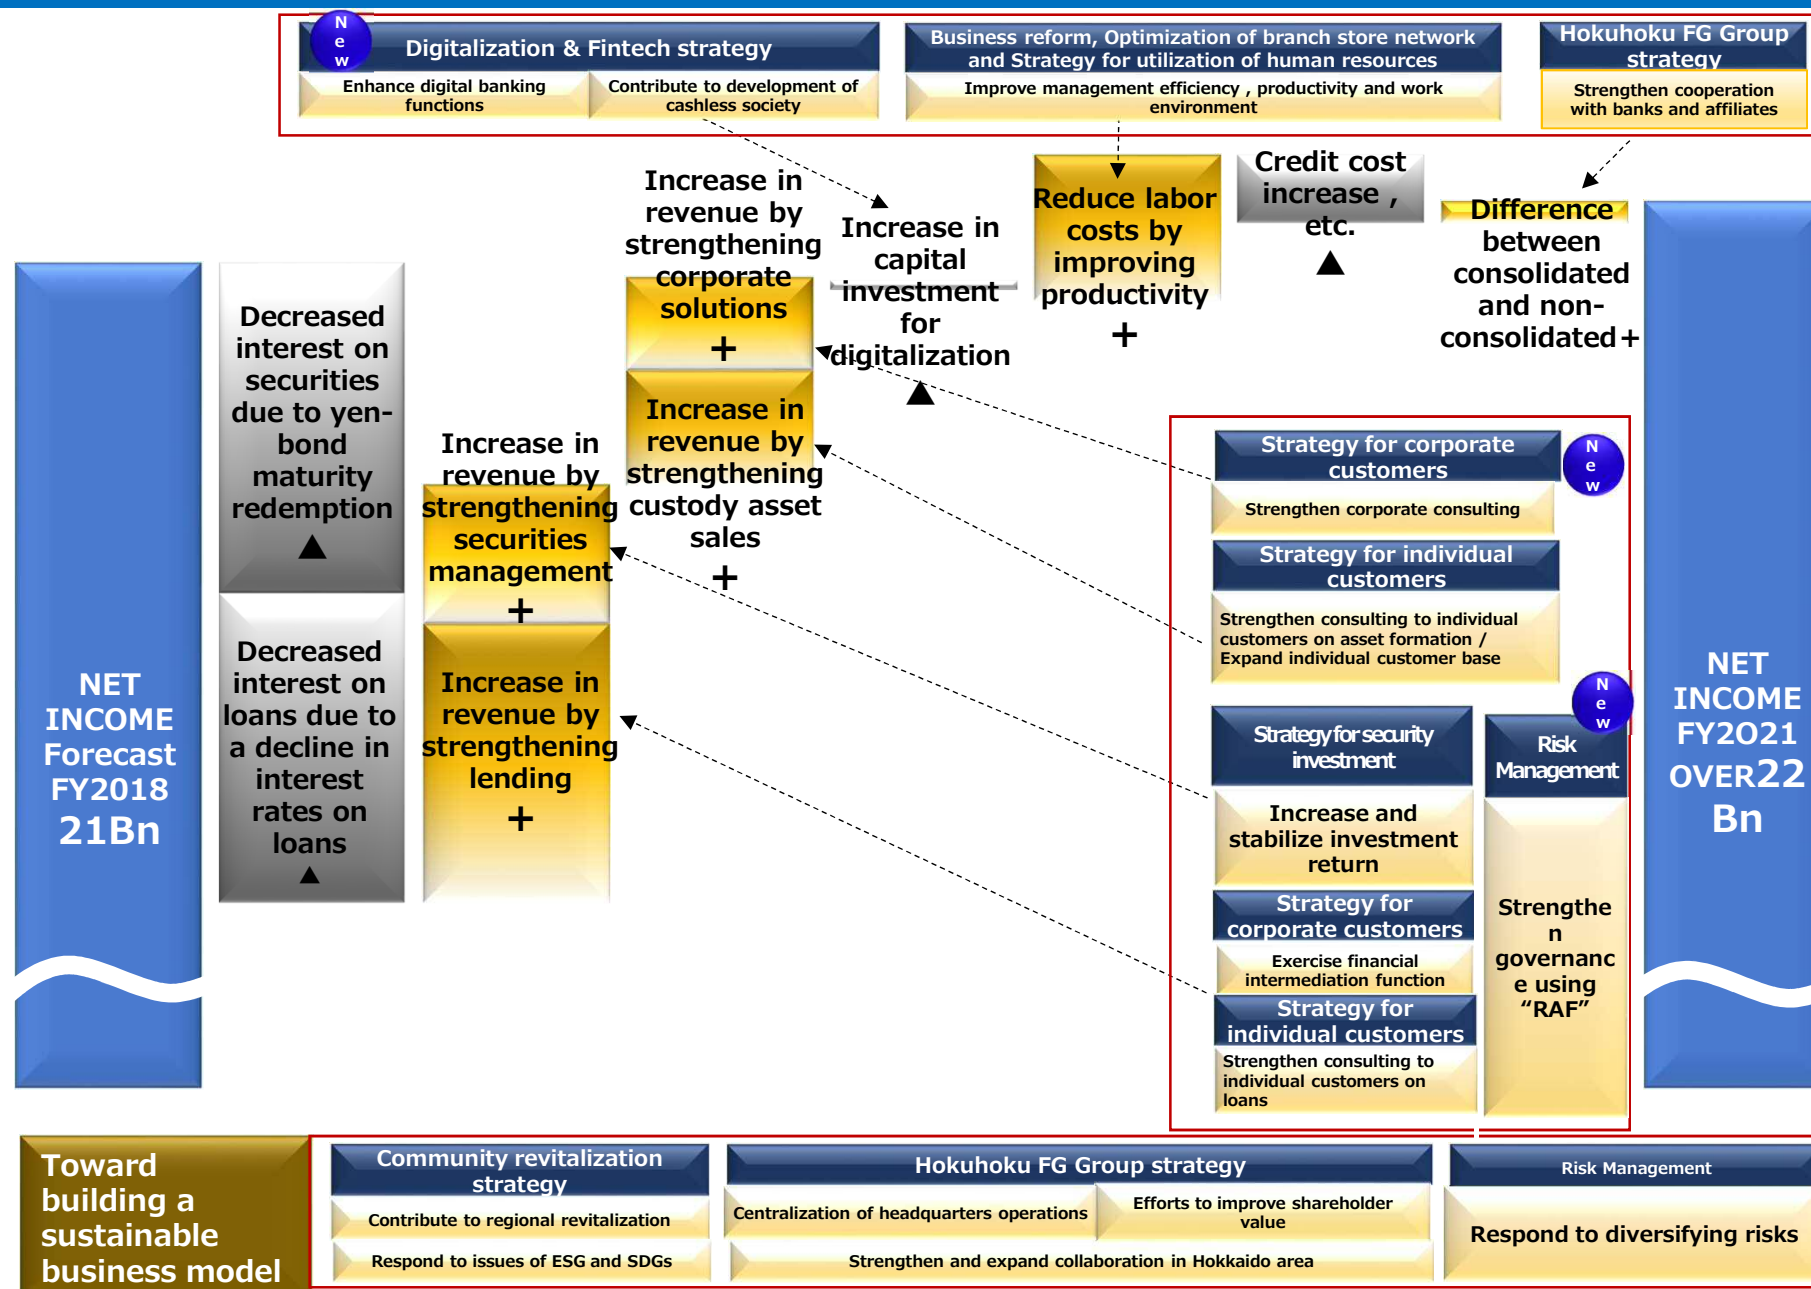 N
e
w
Digitalization & Fintech strategy
Enhance digital banking
functions
Contribute to development of
cashless society
Business reform, Optimization of branch store network
and Strategy for utilization of human resources
Improve management efficiency , productivity and work
environment
Hokuhoku FG Group
strategy
Strengthen cooperation
with banks and affiliates
NET
INCOME
Forecast
FY2018
21Bn
Decreased
interest on
securities
due to yen-
bond
maturity
redemption
▲
Decreased
interest on
loans due to
a decline in
interest
rates on
loans
▲
Increase in
revenue by
strengthening
securities
management
+
Increase in
revenue by
strengthening
lending
+
Increase in
revenue by
strengthening
corporate
solutions
+
Increase in
revenue by
strengthening
custody asset
sales
+
Increase in
capital
investment
for
digitalization
▲
Reduce labor
costs by
improving
productivity
+
Credit cost
increase ,
etc.
▲
Difference
between
consolidated
and non-
consolidated+
Strategy for corporate
customers
N
e
w
Strengthen corporate consulting
Strategy for individual
customers
Strengthen consulting to individual
customers on asset formation /
Expand individual customer base
Strategy for security
investment
Increase and
stabilize investment
return
Strategy for
corporate customers
Exercise financial
intermediation function
Strategy for
individual customers
Strengthen consulting to
individual customers on
loans
N
e
w
Risk
Management
Strengthe
n
governanc
e using
“RAF”
NET
INCOME
FY2O21
OVER22
Bn
Toward
building a
sustainable
business model
Community revitalization
strategy
Contribute to regional revitalization
Respond to issues of ESG and SDGs
Hokuhoku FG Group strategy
Centralization of headquarters operations
Efforts to improve shareholder
value
Strengthen and expand collaboration in Hokkaido area
Risk Management
Respond to diversifying risks